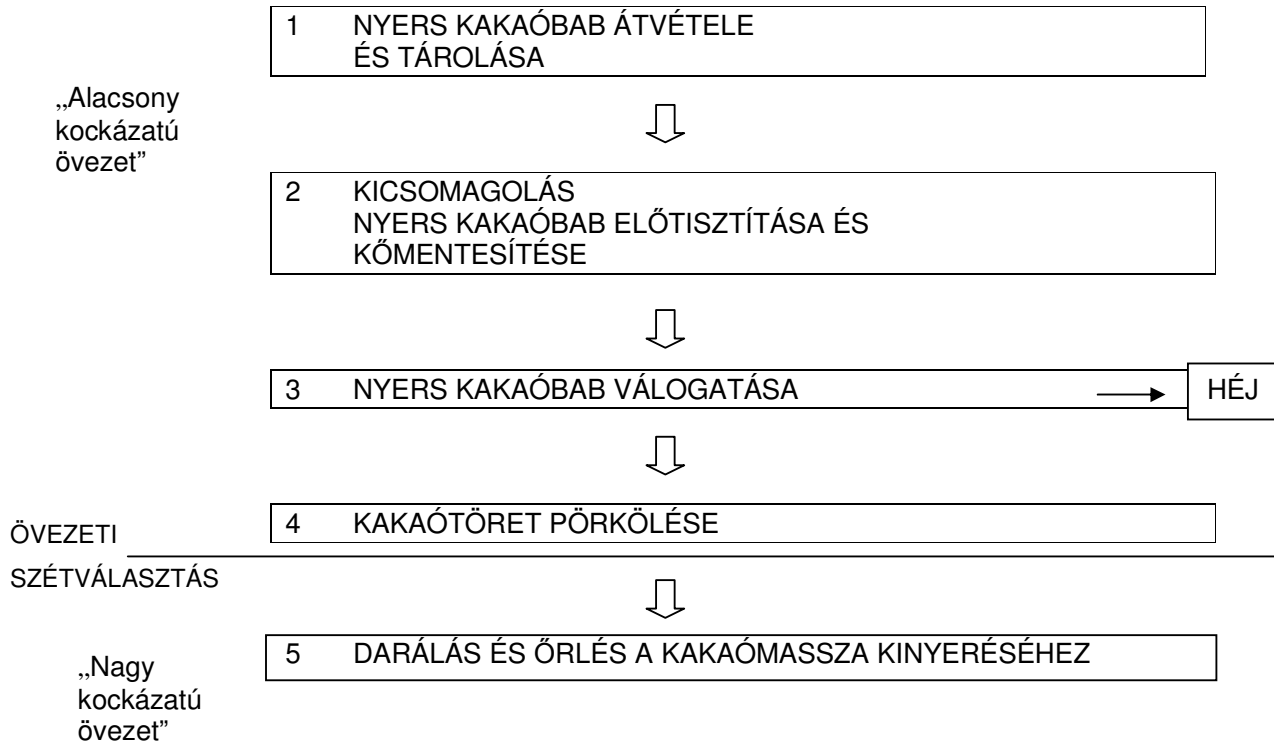 1 NYERS KAKAÓBAB ÁTVÉTELE
ÉS TÁROLÁSA
„Alacsony
kockázatú
övezet”
2 KICSOMAGOLÁS
NYERS KAKAÓBAB ELŐTISZTÍTÁSA ÉS
KŐMENTESÍTÉSE
3 NYERS KAKAÓBAB VÁLOGATÁSA
HÉJ
4 KAKAÓTÖRET PÖRKÖLÉSE
ÖVEZETI
SZÉTVÁLASZTÁS
5 DARÁLÁS ÉS ŐRLÉS A KAKAÓMASSZA KINYERÉSÉHEZ
„Nagy
kockázatú
övezet”